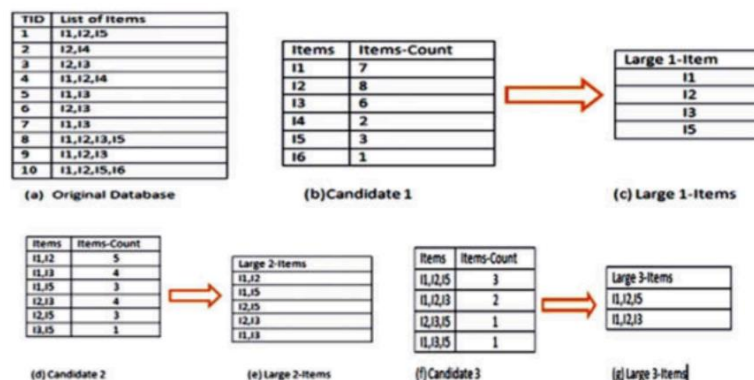 TID List of Items
1 I1,I2,I5
2 I2,I4
3 I2,I3
4 I1,I2,I4
5 I1,I3
6 I2,I3
7 I1,I3
8 I1,I2,I3,I5
9 I1,I2,I3
10 I1,I2,I5,I6
(a) Original Database
Items Items-Count
I1 7
I2 8
I3 6
I4 2
I5 3
I6 1
(b)Candidate 1
Large 1-Item
I1
I2
I3
I5
(c) Large 1-Items
Items Items-Count
I1,I2 5
I1,I3 4
I1,I5 3
I2,I3 4
I2,I5 3
I3,I5 1
(d) Candidate 2
Large 2-Items
I1,I2
I1,I5
I2,I5
I2,I3
I1,I3
(e) Large 2-Items
Items Items-Count
I1,I2,I5 3
I1,I2,I3 2
I2,I3,I5 1
I1,I3,I5 1
(f) Candidate 3
Large 3-Items
I1,I2,I5
I1,I2,I3
(g) Large 3-Items